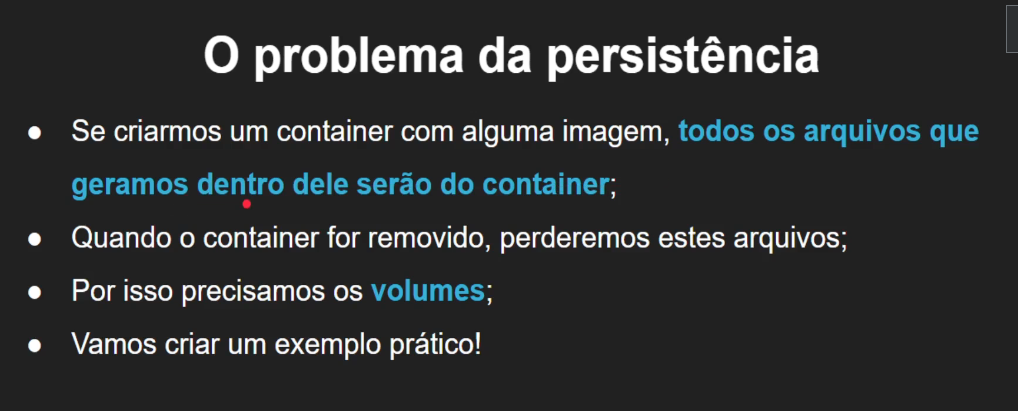 O problema da persistência
● Se criarmos um container com alguma imagem, todos os arquivos que
geramos dentro dele serão do container;
● Quando o container for removido, perderemos estes arquivos;
● Por isso precisamos os volumes;
● Vamos criar um exemplo prático!